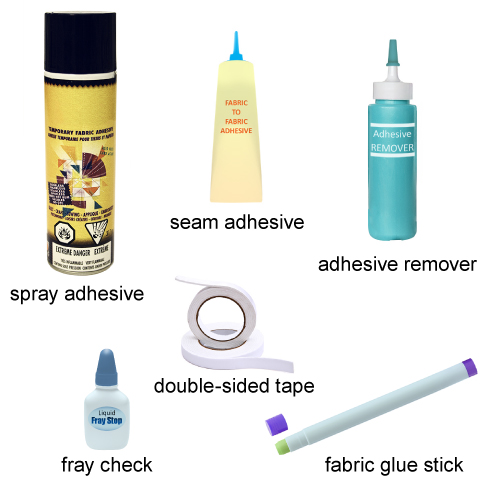 TEMPORARY FABRIC ADHESIVE
EXTREME DANGER EXTREME
spray adhesive
FABRIC
TO
FABRIC
ADHESIVE
seam adhesive
Adhesive
REMOVER
adhesive remover
double-sided tape
Liquid
Fray Stop
fray check
fabric glue stick